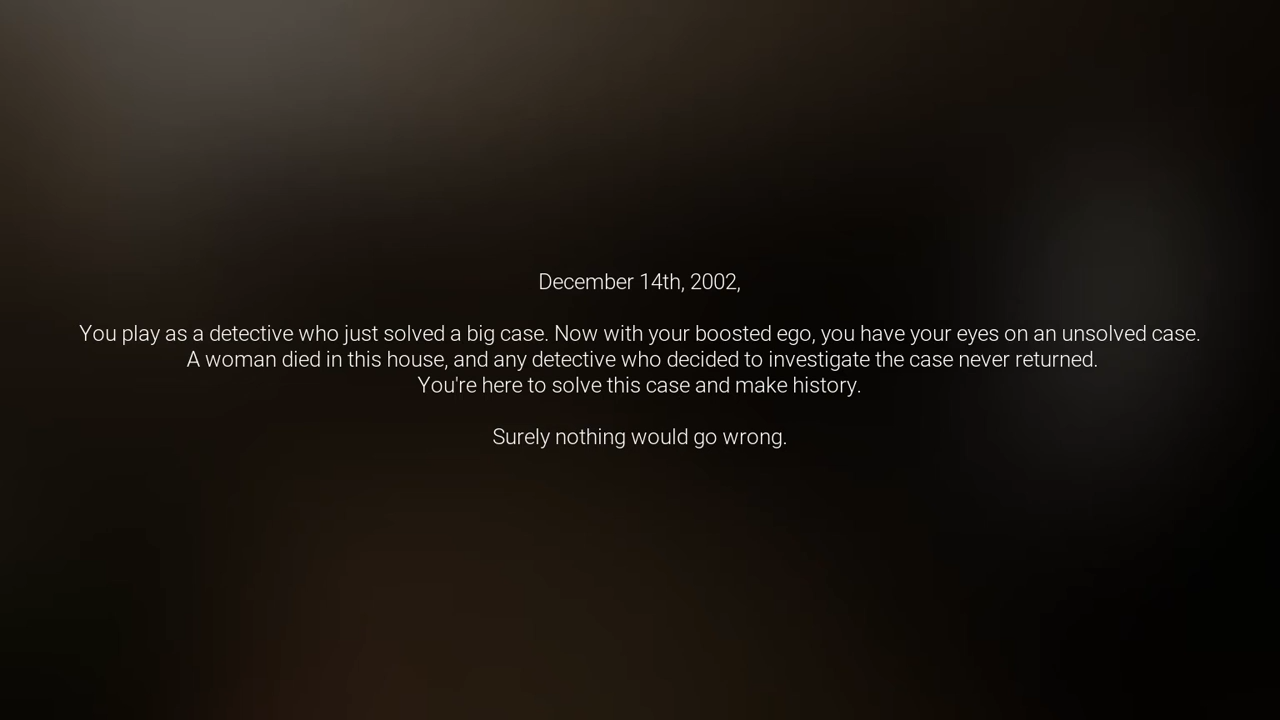 December 14th, 2002,
You play as a detective who just solved a big case. Now with your boosted ego, you have your eyes on an unsolved case.
A woman died in this house, and any detective who decided to investigate the case never returned.
You're here to solve this case and make history.
Surely nothing would go wrong.